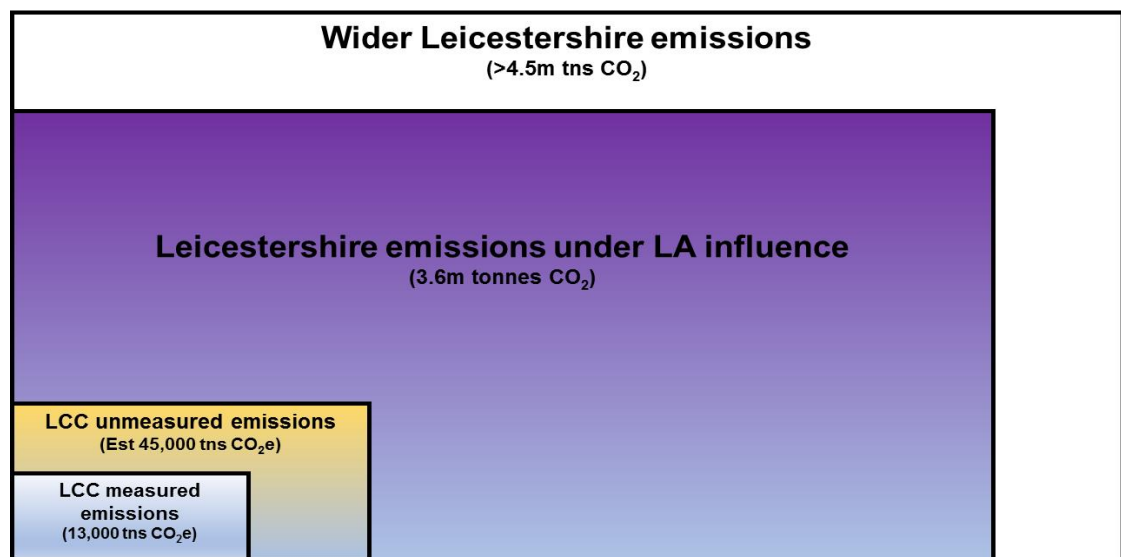 Wider Leicestershire emissions
(>4.5m tns CO₂)
Leicestershire emissions under LA influence
(3.6m tonnes CO₂)
LCC unmeasured emissions
(Est 45,000 tns CO₂e)
LCC measured
emissions
(13,000 tns CO₂e)